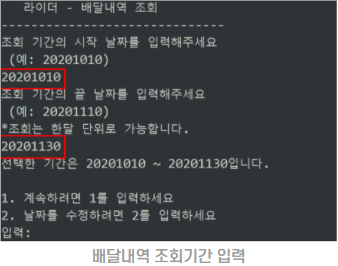 라이더 - 배달내역 조회
-----------------------------
조회 기간의 시작 날짜를 입력해주세요
(예: 20201010)
20201010
조회 기간의 끝 날짜를 입력해주세요
(예: 20201110)
*조회는 한달 단위로 가능합니다.
20201130
선택한 기간은 20201010 ~ 20201130입니다.
1. 계속하려면 1를 입력하세요
2. 날짜를 수정하려면 2를 입력하세요
입력:
배달내역 조회기간 입력